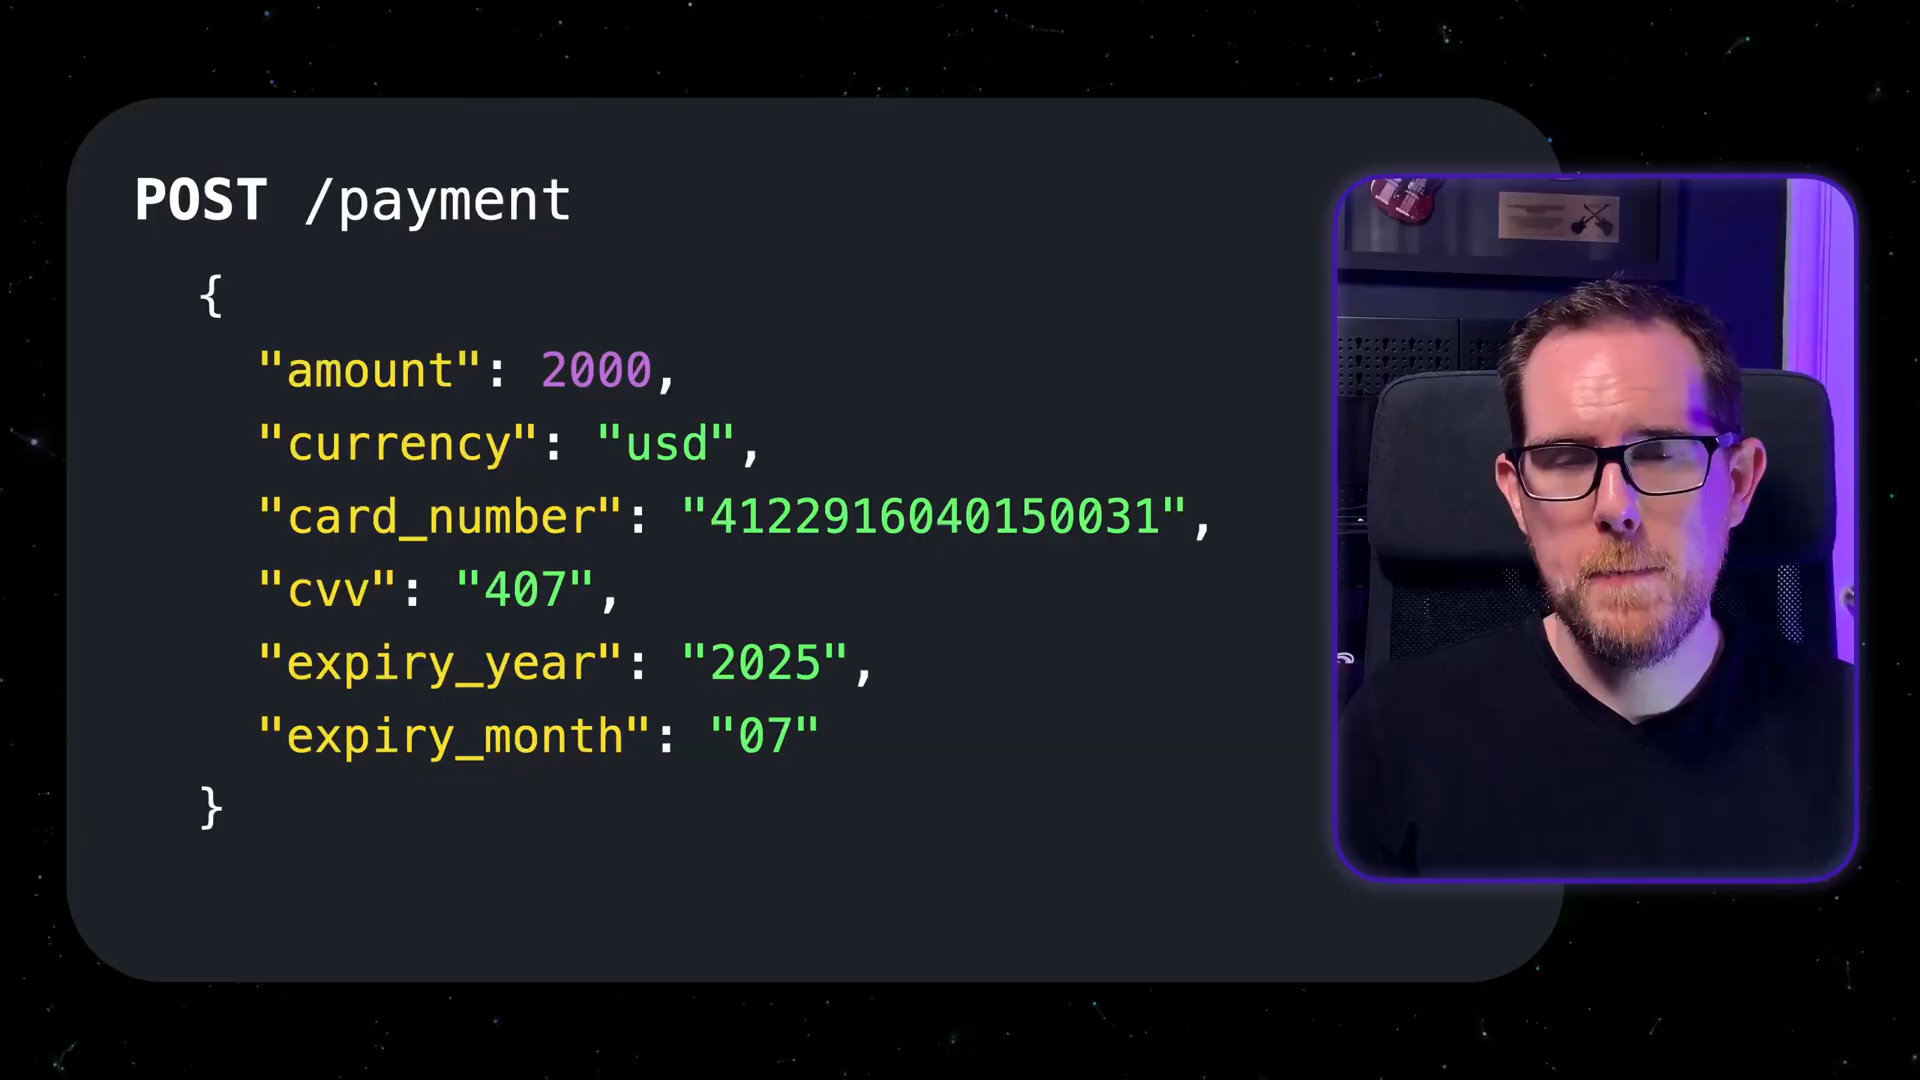 POST /payment
{
"amount": 2000,
"currency": "usd",
"card_number": "4122916040150031",
"cvv": "407",
"expiry_year": "2025",
"expiry_month": "07"
}